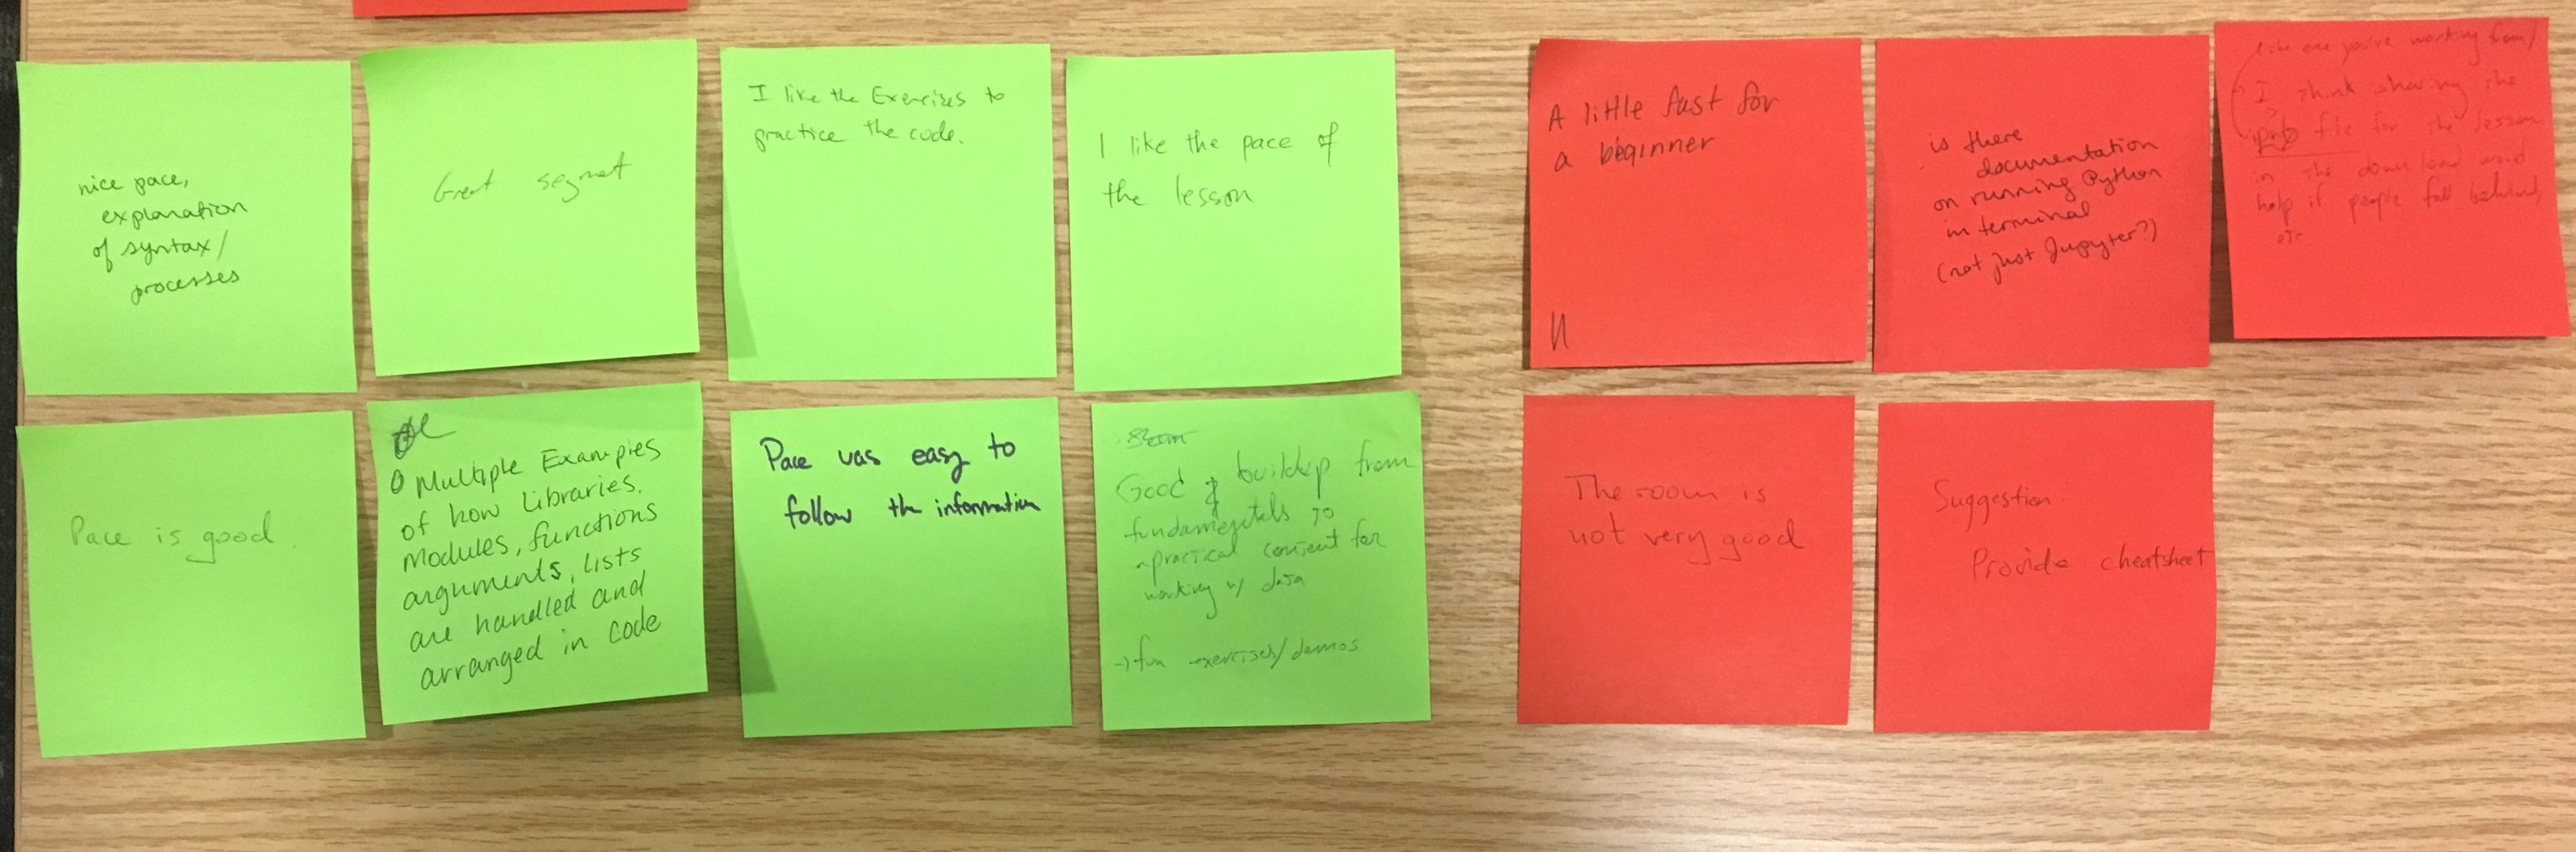 nice pace,
explanation
of syntax/
processes
Great segment
I like the Exercises to
practice the code.
I like the pace of
the lesson
A little fast for
a beginner
is there
documentation
on running Python
in terminal
(not just Jupyter?)
like one you're working from/
I think sharing the
ipynb file for the lesson
in the download would
help if people fall behind,
etc
Pace is good.
Multiple Examples
of how Libraries,
Modules, functions
arguments, lists
are handled and
arranged in code
Pace was easy to
follow the information
Good buildup from
fundamentals to
practical content for
working w/ data
→ fun exercises/demos
The room is
not very good
Suggestion:
Provide cheatsheet